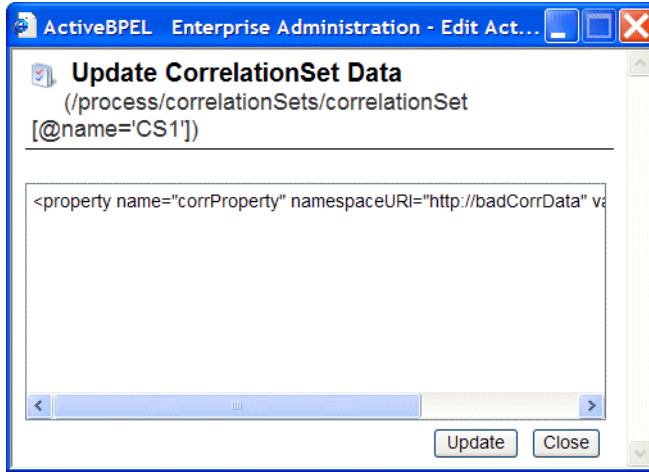 ActiveBPEL Enterprise Administration - Edit Act...
Update CorrelationSet Data
(/process/correlationSets/correlationSet
[@name='CS1'])
<property name="corrProperty" namespaceURI="http://badCorrData" va
Update Close